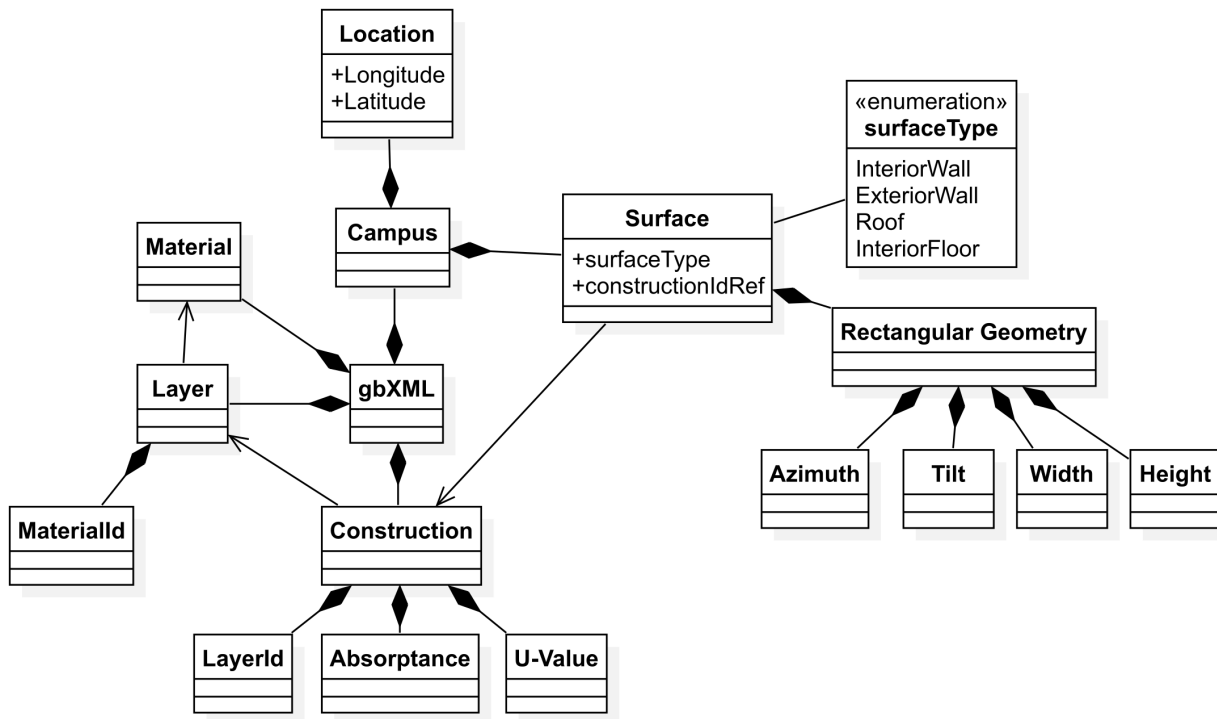 Location
+Longitude
+Latitude
«enumeration»
surfaceType
InteriorWall
ExteriorWall
Roof
InteriorFloor
Surface
+surfaceType
+constructionIdRef
Campus
Material
Rectangular Geometry
Layer
gbXML
Azimuth
Tilt
Width
Height
MaterialId
Construction
LayerId
Absorptance
U-Value